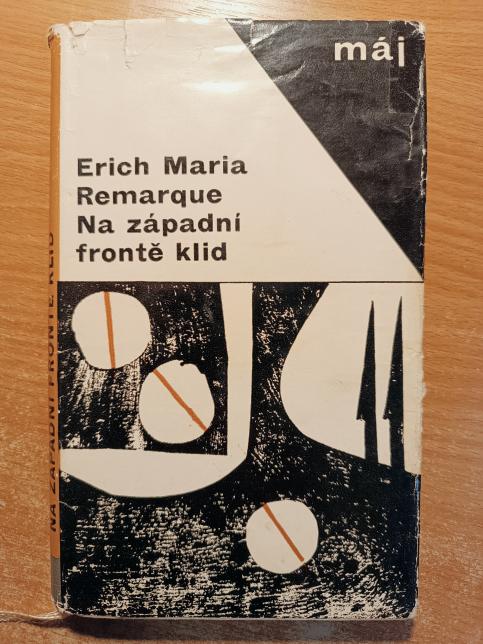 máj
Erich Maria
Remarque
Na západní
frontě klid
NA ZÁPADNÍ FRONTĚ KLID